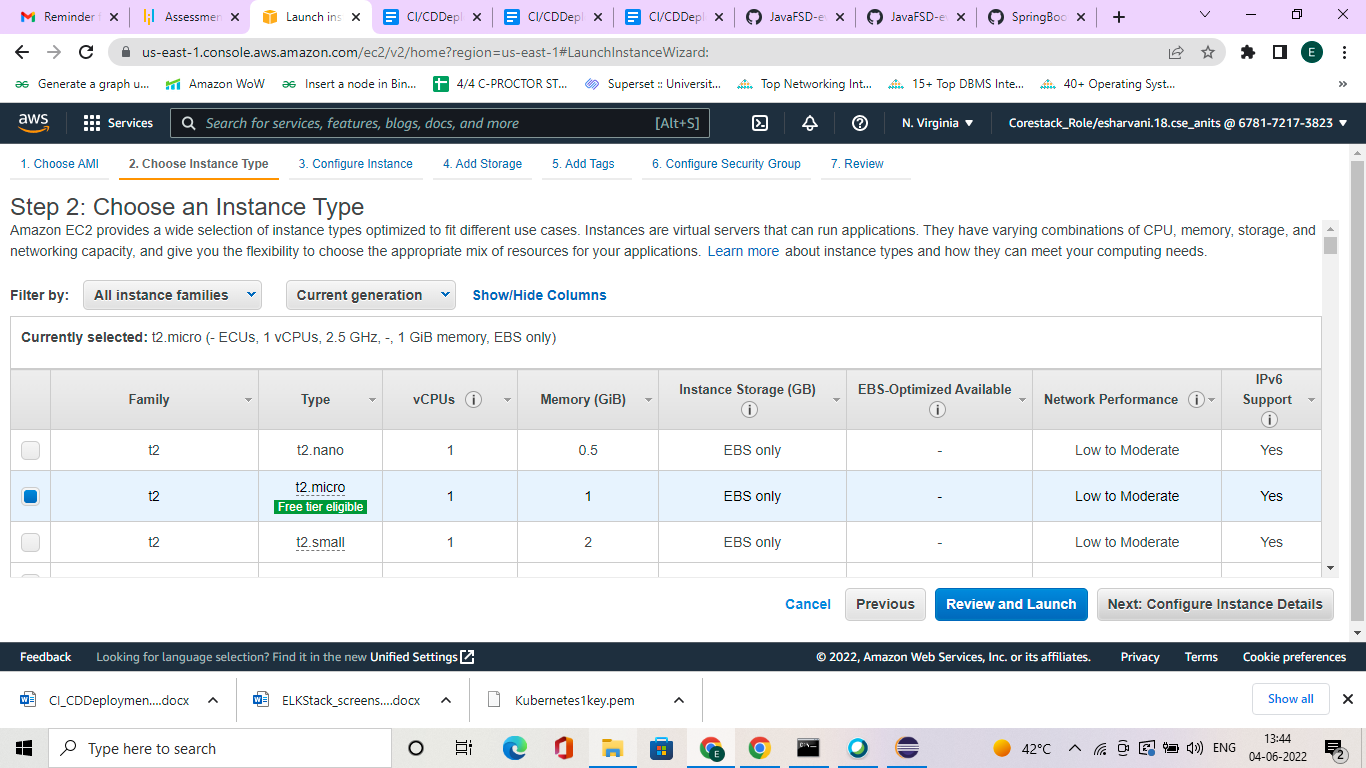 Reminder f
Assessmen
Launch ins
CI/CDDepl
CI/CDDepl
CI/CDDepl
JavaFSD-ev
JavaFSD-ev
SpringBoo
us-east-1.console.aws.amazon.com/ec2/v2/home?region=us-east-1#LaunchInstanceWizard:
E
Generate a graph u...
Amazon WoW
Insert a node in Bin...
4/4 C-PROCTOR ST...
Superset :: Universit...
Top Networking Int...
15+ Top DBMS Inte...
40+ Operating Syst...
»
aws
Services
Search for services, features, blogs, docs, and more
[Alt+S]
N. Virginia
Corestack_Role/esharvani.18.cse_anits @ 6781-7217-3823
1. Choose AMI
2. Choose Instance Type
3. Configure Instance
4. Add Storage
5. Add Tags
6. Configure Security Group
7. Review
Step 2: Choose an Instance Type
Amazon EC2 provides a wide selection of instance types optimized to fit different use cases. Instances are virtual servers that can run applications. They have varying combinations of CPU, memory, storage, and
networking capacity, and give you the flexibility to choose the appropriate mix of resources for your applications. Learn more about instance types and how they can meet your computing needs.
Filter by:
All instance families
Current generation
Show/Hide Columns
Currently selected: t2.micro (- ECUs, 1 vCPUs, 2.5 GHz, -, 1 GiB memory, EBS only)
Family
Type
vCPUs
Memory (GiB)
Instance Storage (GB)
EBS-Optimized Available
Network Performance
IPv6
Support
t2
t2.nano
1
0.5
EBS only
-
Low to Moderate
Yes
t2
t2.micro
Free tier eligible
1
1
EBS only
-
Low to Moderate
Yes
t2
t2.small
1
2
EBS only
-
Low to Moderate
Yes
Cancel
Previous
Review and Launch
Next: Configure Instance Details
Feedback
Looking for language selection? Find it in the new Unified Settings
© 2022, Amazon Web Services, Inc. or its affiliates.
Privacy
Terms
Cookie preferences
CI_CDDeploymen....docx
ELKStack_screens....docx
Kubernetes1key.pem
Show all
Type here to search
E
42°C
ENG
13:44
04-06-2022
2